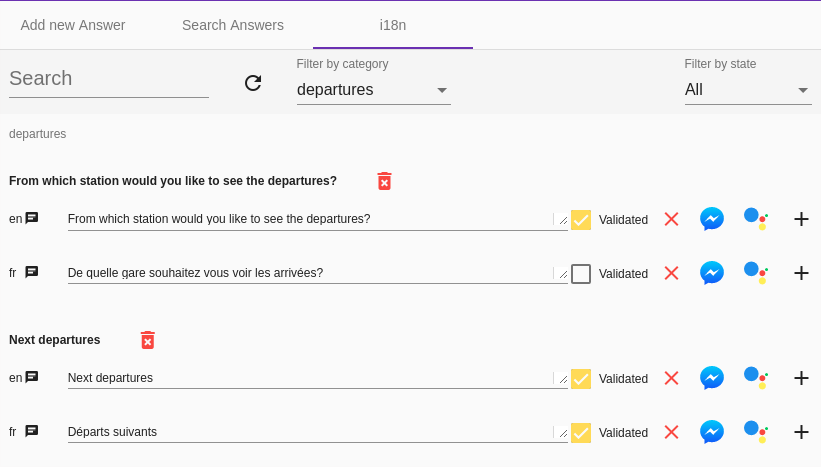 Add new Answer Search Answers i18n
Search Filter by category departures Filter by state All
departures
From which station would you like to see the departures?
en From which station would you like to see the departures? Validated
fr De quelle gare souhaitez vous voir les arrivées? Validated
Next departures
en Next departures Validated
fr Départs suivants Validated